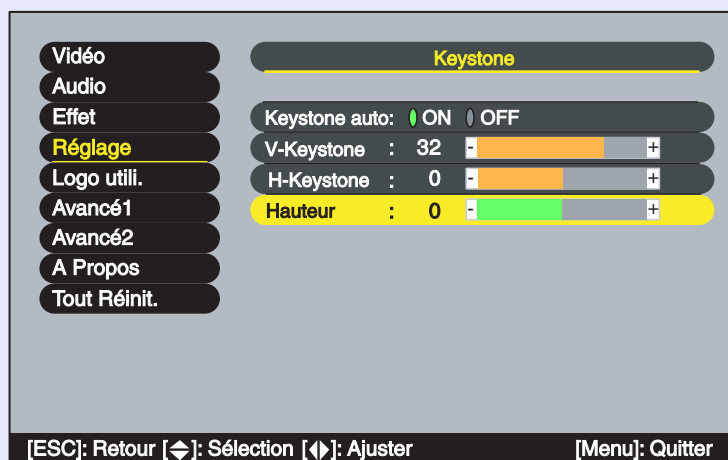 Vidéo
Audio
Effet
Réglage
Logo utili.
Avancé1
Avancé2
A Propos
Tout Réinit.
Keystone
Keystone auto: ON OFF
V-Keystone : 32 - +
H-Keystone : 0 - +
Hauteur : 0 - +
[ESC]: Retour [◆]: Sélection [◀▶]: Ajuster [Menu]: Quitter